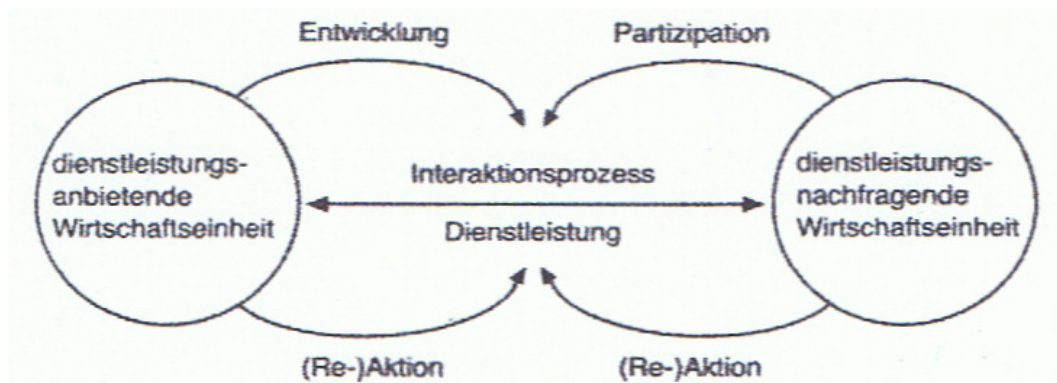 Entwicklung
Partizipation
dienstleistungs-
anbietende
Wirtschaftseinheit
Interaktionsprozess
Dienstleistung
dienstleistungs-
nachfragende
Wirtschaftseinheit
(Re-)Aktion
(Re-)Aktion